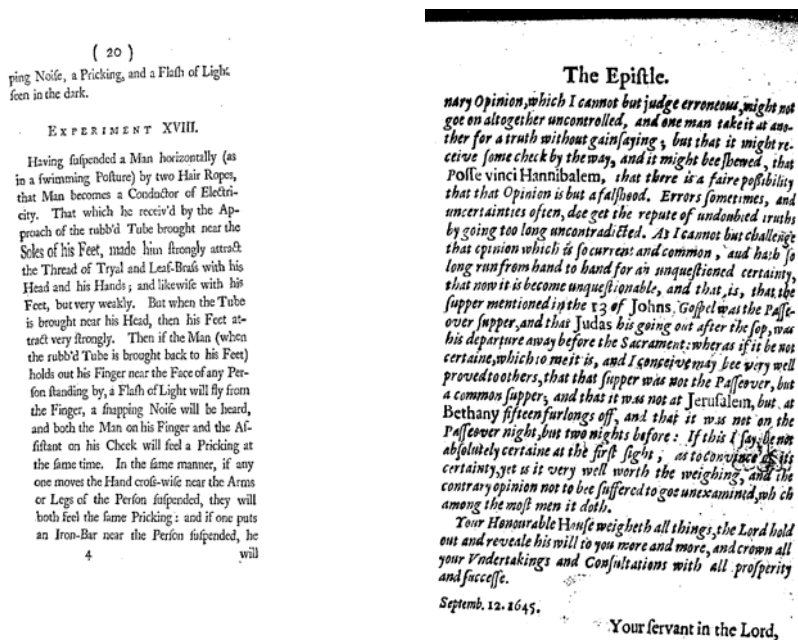 ( 20 )
ping Noiſe, a Pricking, and a Flaſh of Light
ſeen in the dark.
EXPERIMENT XVIII.
Having ſuſpended a Man horizontally (as
in a ſwimming Poſture) by two Hair Ropes,
that Man becomes a Conductor of Electri-
city. That which he receiv'd by the Ap-
proach of the rubb'd Tube brought near the
Soles of his Feet, made him ſtrongly attract
the Thread of Tryal and Leaf-Braſs with his
Head and his Hands; and likewiſe with his
Feet, but very weakly. But when the Tube
is brought near his Head, then his Feet at-
tract very ſtrongly. Then if the Man (when
the rubb'd Tube is brought back to his Feet)
holds out his Finger near the Face of any Per-
ſon ſtanding by, a Flaſh of Light will fly from
the Finger, a ſnapping Noiſe will be heard,
and both the Man on his Finger and the Aſ-
ſiſtant on his Cheek will feel a Pricking at
the ſame time. In the ſame manner, if any
one moves the Hand croſs-wiſe near the Arms
or Legs of the Perſon ſuſpended, they will
both feel the ſame Pricking: and if one puts
an Iron-Bar near the Perſon ſuſpended, he
4 will
The Epiſtle.
nary Opinion, which I cannot but judge erroneous, might not
goe on altogether uncontrolled, and one man take it at ano-
ther for a truth without gainſaying; but that it might re-
ceive ſome check by the way, and it might bee ſhewed, that
Poſſe vinci Hannibalem, that there is a faire poſſibility
that that Opinion is but a falſhood. Errors ſometimes, and
uncertainties often, doe get the repute of undoubted truths
by going too long uncontradicted. As I cannot but challenge
that opinion which is ſo current and common, aud hath ſo
long run from hand to hand for an unqueſtioned certainty,
that now it is become unqueſtionable, and that is, that the
ſupper mentioned in the 13 of Johns Goſpel was the Paſſe-
over ſupper, and that Judas his going out after the ſop, was
his departure away before the Sacrament: wheras if it be not
certaine, which to me it is, and I conceive may bee very well
proved to others, that that ſupper was not the Paſſeover, but
a common ſupper; and that it was not at Jeruſalem, but at
Bethany fifteen furlongs off, and that it was not on the
Paſſeover night, but two nights before: If this I ſay, be not
abſolutely certaine at the firſt ſight, as to convince of its
certainty, yet is it very well worth the weighing, and the
contrary opinion not to bee ſuffered to goe unexamined, wh ch
among the moſt men it doth.
Your Honourable Houſe weigheth all things, the Lord hold
out and reveale his will to you more and more, and crown all
your Vndertakings and Conſultations with all proſperity
and ſucceſſe.
Septemb. 12. 1645.
Your ſervant in the Lord,